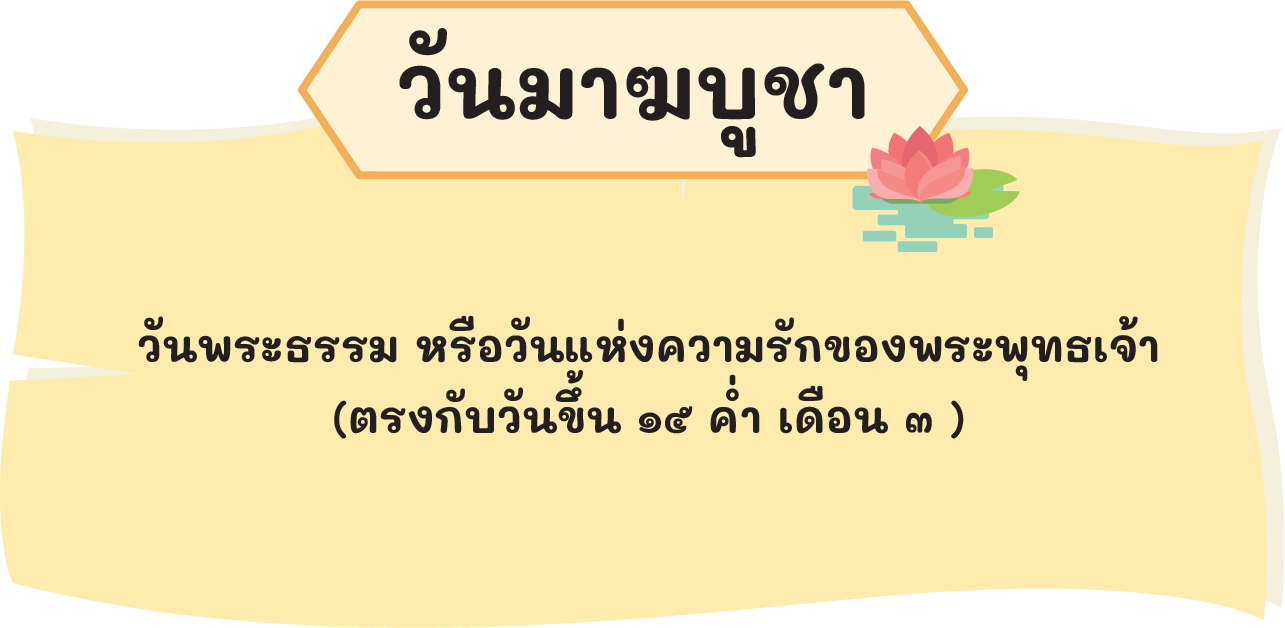 วันมาฆบูชา
วันพระธรรม หรือวันแห่งความรักของพระพุทธเจ้า
(ตรงกับวันขึ้น ๑๕ ค่ำ เดือน ๓ )